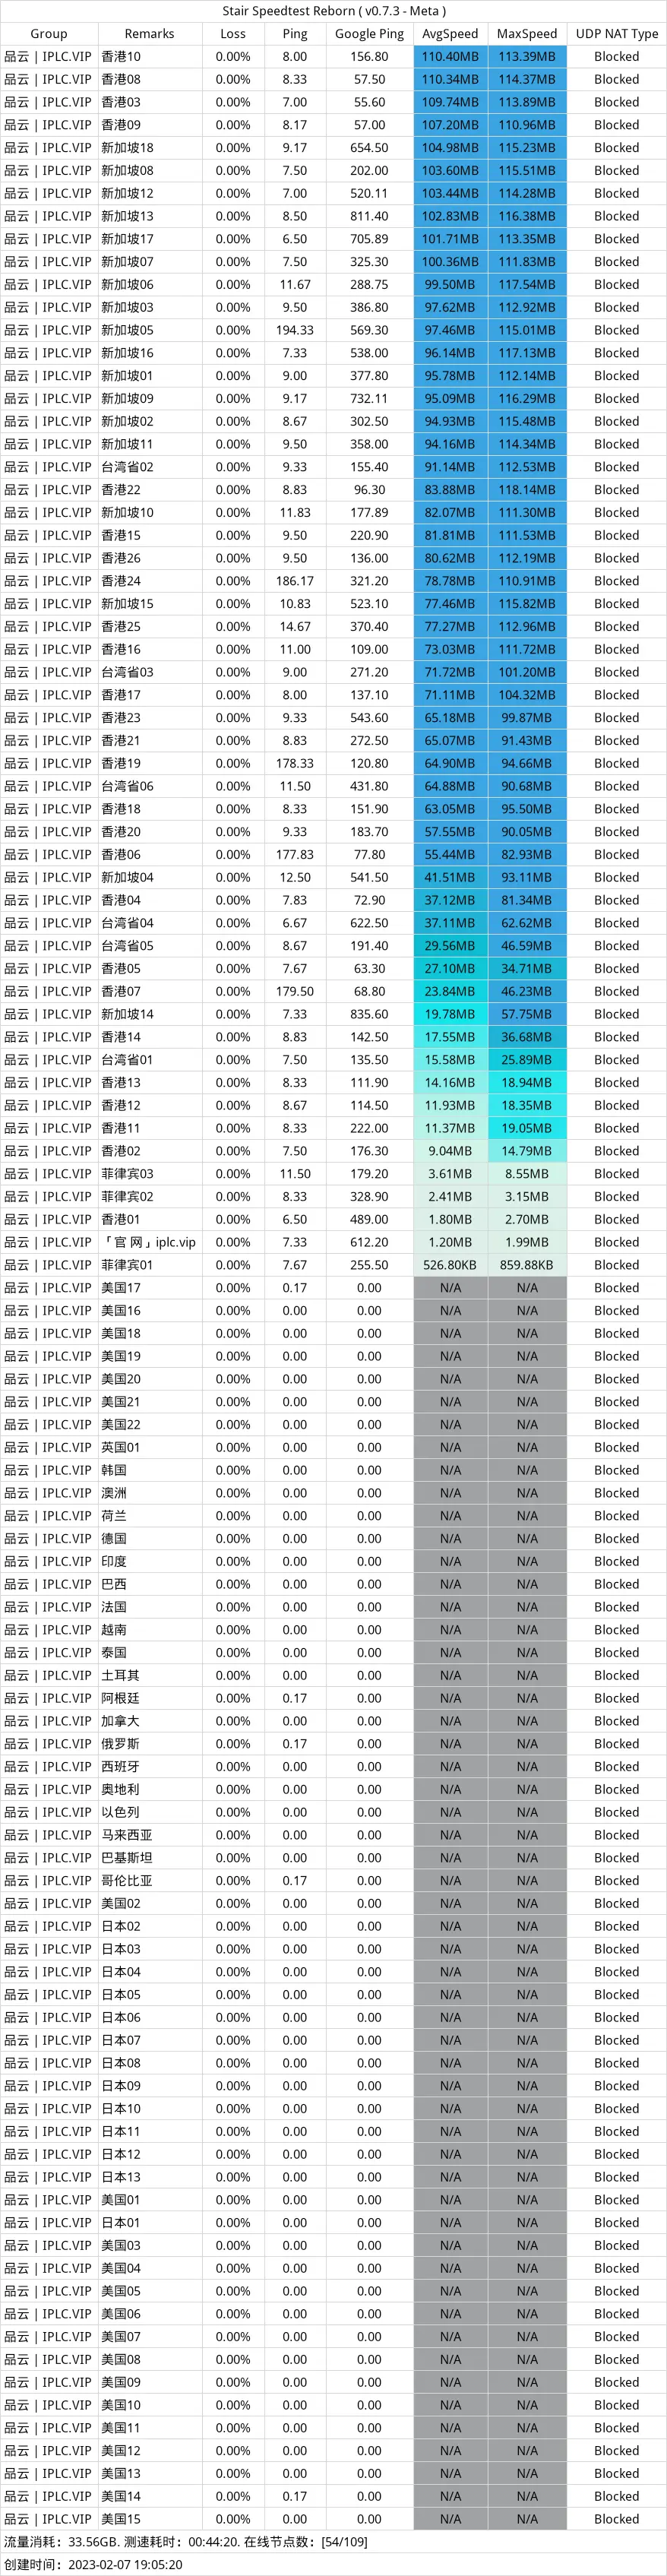 Stair Speedtest Reborn ( v0.7.3 - Meta )
Group Remarks Loss Ping Google Ping AvgSpeed MaxSpeed UDP NAT Type
品云 | IPLC.VIP 香港10 0.00% 8.00 156.80 110.40MB 113.39MB Blocked
品云 | IPLC.VIP 香港08 0.00% 8.33 57.50 110.34MB 114.37MB Blocked
品云 | IPLC.VIP 香港03 0.00% 7.00 55.60 109.74MB 113.89MB Blocked
品云 | IPLC.VIP 香港09 0.00% 8.17 57.00 107.20MB 110.96MB Blocked
品云 | IPLC.VIP 新加坡18 0.00% 9.17 654.50 104.98MB 115.23MB Blocked
品云 | IPLC.VIP 新加坡08 0.00% 7.50 202.00 103.60MB 115.51MB Blocked
品云 | IPLC.VIP 新加坡12 0.00% 7.00 520.11 103.44MB 114.28MB Blocked
品云 | IPLC.VIP 新加坡13 0.00% 8.50 811.40 102.83MB 116.38MB Blocked
品云 | IPLC.VIP 新加坡17 0.00% 6.50 705.89 101.71MB 113.35MB Blocked
品云 | IPLC.VIP 新加坡07 0.00% 7.50 325.30 100.36MB 111.83MB Blocked
品云 | IPLC.VIP 新加坡06 0.00% 11.67 288.75 99.50MB 117.54MB Blocked
品云 | IPLC.VIP 新加坡03 0.00% 9.50 386.80 97.62MB 112.92MB Blocked
品云 | IPLC.VIP 新加坡05 0.00% 194.33 569.30 97.46MB 115.01MB Blocked
品云 | IPLC.VIP 新加坡16 0.00% 7.33 538.00 96.14MB 117.13MB Blocked
品云 | IPLC.VIP 新加坡01 0.00% 9.00 377.80 95.78MB 112.14MB Blocked
品云 | IPLC.VIP 新加坡09 0.00% 9.17 732.11 95.09MB 116.29MB Blocked
品云 | IPLC.VIP 新加坡02 0.00% 8.67 302.50 94.93MB 115.48MB Blocked
品云 | IPLC.VIP 新加坡11 0.00% 9.50 358.00 94.16MB 114.34MB Blocked
品云 | IPLC.VIP 台湾省02 0.00% 9.33 155.40 91.14MB 112.53MB Blocked
品云 | IPLC.VIP 香港22 0.00% 8.83 96.30 83.88MB 118.14MB Blocked
品云 | IPLC.VIP 新加坡10 0.00% 11.83 177.89 82.07MB 111.30MB Blocked
品云 | IPLC.VIP 香港15 0.00% 9.50 220.90 81.81MB 111.53MB Blocked
品云 | IPLC.VIP 香港26 0.00% 9.50 136.00 80.62MB 112.19MB Blocked
品云 | IPLC.VIP 香港24 0.00% 186.17 321.20 78.78MB 110.91MB Blocked
品云 | IPLC.VIP 新加坡15 0.00% 10.83 523.10 77.46MB 115.82MB Blocked
品云 | IPLC.VIP 香港25 0.00% 14.67 370.40 77.27MB 112.96MB Blocked
品云 | IPLC.VIP 香港16 0.00% 11.00 109.00 73.03MB 111.72MB Blocked
品云 | IPLC.VIP 台湾省03 0.00% 9.00 271.20 71.72MB 101.20MB Blocked
品云 | IPLC.VIP 香港17 0.00% 8.00 137.10 71.11MB 104.32MB Blocked
品云 | IPLC.VIP 香港23 0.00% 9.33 543.60 65.18MB 99.87MB Blocked
品云 | IPLC.VIP 香港21 0.00% 8.83 272.50 65.07MB 91.43MB Blocked
品云 | IPLC.VIP 香港19 0.00% 178.33 120.80 64.90MB 94.66MB Blocked
品云 | IPLC.VIP 台湾省06 0.00% 11.50 431.80 64.88MB 90.68MB Blocked
品云 | IPLC.VIP 香港18 0.00% 8.33 151.90 63.05MB 95.50MB Blocked
品云 | IPLC.VIP 香港20 0.00% 9.33 183.70 57.55MB 90.05MB Blocked
品云 | IPLC.VIP 香港06 0.00% 177.83 77.80 55.44MB 82.93MB Blocked
品云 | IPLC.VIP 新加坡04 0.00% 12.50 541.50 41.51MB 93.11MB Blocked
品云 | IPLC.VIP 香港04 0.00% 7.83 72.90 37.12MB 81.34MB Blocked
品云 | IPLC.VIP 台湾省04 0.00% 6.67 622.50 37.11MB 62.62MB Blocked
品云 | IPLC.VIP 台湾省05 0.00% 8.67 191.40 29.56MB 46.59MB Blocked
品云 | IPLC.VIP 香港05 0.00% 7.67 63.30 27.10MB 34.71MB Blocked
品云 | IPLC.VIP 香港07 0.00% 179.50 68.80 23.84MB 46.23MB Blocked
品云 | IPLC.VIP 新加坡14 0.00% 7.33 835.60 19.78MB 57.75MB Blocked
品云 | IPLC.VIP 香港14 0.00% 8.83 142.50 17.55MB 36.68MB Blocked
品云 | IPLC.VIP 台湾省01 0.00% 7.50 135.50 15.58MB 25.89MB Blocked
品云 | IPLC.VIP 香港13 0.00% 8.33 111.90 14.16MB 18.94MB Blocked
品云 | IPLC.VIP 香港12 0.00% 8.67 114.50 11.93MB 18.35MB Blocked
品云 | IPLC.VIP 香港11 0.00% 8.33 222.00 11.37MB 19.05MB Blocked
品云 | IPLC.VIP 香港02 0.00% 7.50 176.30 9.04MB 14.79MB Blocked
品云 | IPLC.VIP 菲律宾03 0.00% 11.50 179.20 3.61MB 8.55MB Blocked
品云 | IPLC.VIP 菲律宾02 0.00% 8.33 328.90 2.41MB 3.15MB Blocked
品云 | IPLC.VIP 香港01 0.00% 6.50 489.00 1.80MB 2.70MB Blocked
品云 | IPLC.VIP 「官 网」iplc.vip 0.00% 7.33 612.20 1.20MB 1.99MB Blocked
品云 | IPLC.VIP 菲律宾01 0.00% 7.67 255.50 526.80KB 859.88KB Blocked
品云 | IPLC.VIP 美国17 0.00% 0.17 0.00 N/A N/A Blocked
品云 | IPLC.VIP 美国16 0.00% 0.00 0.00 N/A N/A Blocked
品云 | IPLC.VIP 美国18 0.00% 0.00 0.00 N/A N/A Blocked
品云 | IPLC.VIP 美国19 0.00% 0.00 0.00 N/A N/A Blocked
品云 | IPLC.VIP 美国20 0.00% 0.00 0.00 N/A N/A Blocked
品云 | IPLC.VIP 美国21 0.00% 0.00 0.00 N/A N/A Blocked
品云 | IPLC.VIP 美国22 0.00% 0.00 0.00 N/A N/A Blocked
品云 | IPLC.VIP 英国01 0.00% 0.00 0.00 N/A N/A Blocked
品云 | IPLC.VIP 韩国 0.00% 0.00 0.00 N/A N/A Blocked
品云 | IPLC.VIP 澳洲 0.00% 0.00 0.00 N/A N/A Blocked
品云 | IPLC.VIP 荷兰 0.00% 0.00 0.00 N/A N/A Blocked
品云 | IPLC.VIP 德国 0.00% 0.00 0.00 N/A N/A Blocked
品云 | IPLC.VIP 印度 0.00% 0.00 0.00 N/A N/A Blocked
品云 | IPLC.VIP 巴西 0.00% 0.00 0.00 N/A N/A Blocked
品云 | IPLC.VIP 法国 0.00% 0.00 0.00 N/A N/A Blocked
品云 | IPLC.VIP 越南 0.00% 0.00 0.00 N/A N/A Blocked
品云 | IPLC.VIP 泰国 0.00% 0.00 0.00 N/A N/A Blocked
品云 | IPLC.VIP 土耳其 0.00% 0.00 0.00 N/A N/A Blocked
品云 | IPLC.VIP 阿根廷 0.00% 0.17 0.00 N/A N/A Blocked
品云 | IPLC.VIP 加拿大 0.00% 0.00 0.00 N/A N/A Blocked
品云 | IPLC.VIP 俄罗斯 0.00% 0.17 0.00 N/A N/A Blocked
品云 | IPLC.VIP 西班牙 0.00% 0.00 0.00 N/A N/A Blocked
品云 | IPLC.VIP 奥地利 0.00% 0.00 0.00 N/A N/A Blocked
品云 | IPLC.VIP 以色列 0.00% 0.00 0.00 N/A N/A Blocked
品云 | IPLC.VIP 马来西亚 0.00% 0.00 0.00 N/A N/A Blocked
品云 | IPLC.VIP 巴基斯坦 0.00% 0.00 0.00 N/A N/A Blocked
品云 | IPLC.VIP 哥伦比亚 0.00% 0.17 0.00 N/A N/A Blocked
品云 | IPLC.VIP 美国02 0.00% 0.00 0.00 N/A N/A Blocked
品云 | IPLC.VIP 日本02 0.00% 0.00 0.00 N/A N/A Blocked
品云 | IPLC.VIP 日本03 0.00% 0.00 0.00 N/A N/A Blocked
品云 | IPLC.VIP 日本04 0.00% 0.00 0.00 N/A N/A Blocked
品云 | IPLC.VIP 日本05 0.00% 0.00 0.00 N/A N/A Blocked
品云 | IPLC.VIP 日本06 0.00% 0.00 0.00 N/A N/A Blocked
品云 | IPLC.VIP 日本07 0.00% 0.00 0.00 N/A N/A Blocked
品云 | IPLC.VIP 日本08 0.00% 0.00 0.00 N/A N/A Blocked
品云 | IPLC.VIP 日本09 0.00% 0.00 0.00 N/A N/A Blocked
品云 | IPLC.VIP 日本10 0.00% 0.00 0.00 N/A N/A Blocked
品云 | IPLC.VIP 日本11 0.00% 0.00 0.00 N/A N/A Blocked
品云 | IPLC.VIP 日本12 0.00% 0.00 0.00 N/A N/A Blocked
品云 | IPLC.VIP 日本13 0.00% 0.00 0.00 N/A N/A Blocked
品云 | IPLC.VIP 美国01 0.00% 0.00 0.00 N/A N/A Blocked
品云 | IPLC.VIP 日本01 0.00% 0.00 0.00 N/A N/A Blocked
品云 | IPLC.VIP 美国03 0.00% 0.00 0.00 N/A N/A Blocked
品云 | IPLC.VIP 美国04 0.00% 0.00 0.00 N/A N/A Blocked
品云 | IPLC.VIP 美国05 0.00% 0.00 0.00 N/A N/A Blocked
品云 | IPLC.VIP 美国06 0.00% 0.00 0.00 N/A N/A Blocked
品云 | IPLC.VIP 美国07 0.00% 0.00 0.00 N/A N/A Blocked
品云 | IPLC.VIP 美国08 0.00% 0.00 0.00 N/A N/A Blocked
品云 | IPLC.VIP 美国09 0.00% 0.00 0.00 N/A N/A Blocked
品云 | IPLC.VIP 美国10 0.00% 0.00 0.00 N/A N/A Blocked
品云 | IPLC.VIP 美国11 0.00% 0.00 0.00 N/A N/A Blocked
品云 | IPLC.VIP 美国12 0.00% 0.00 0.00 N/A N/A Blocked
品云 | IPLC.VIP 美国13 0.00% 0.00 0.00 N/A N/A Blocked
品云 | IPLC.VIP 美国14 0.00% 0.17 0.00 N/A N/A Blocked
品云 | IPLC.VIP 美国15 0.00% 0.00 0.00 N/A N/A Blocked
流量消耗：33.56GB. 测速耗时：00:44:20. 在线节点数：[54/109]
创建时间：2023-02-07 19:05:20